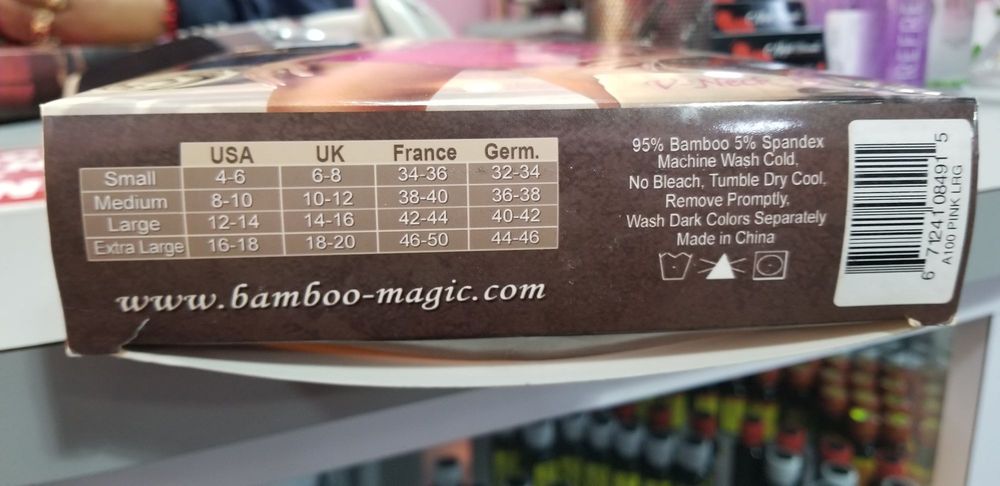 USA UK France Germ.
Small 4-6 6-8 34-36 32-34
Medium 8-10 10-12 38-40 36-38
Large 12-14 14-16 42-44 40-42
Extra Large 16-18 18-20 46-50 44-46
www.bamboo-magic.com
95% Bamboo 5% Spandex
Machine Wash Cold,
No Bleach, Tumble Dry Cool,
Remove Promptly,
Wash Dark Colors Separately
Made in China
6 71241 08491 5
A100 PINK LRG
REFRE